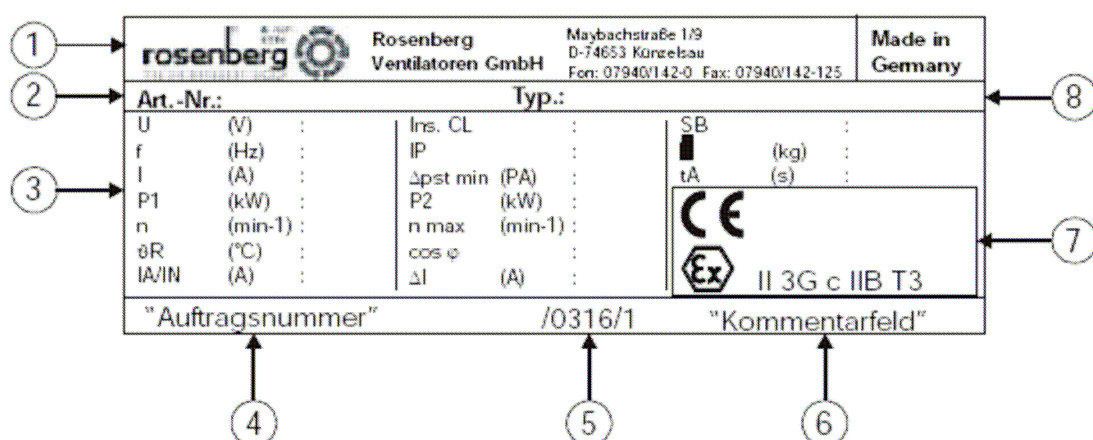 1
rosenberg
Rosenberg
Ventilatoren GmbH
Maybachstraße 1/9
D-74653 Künzelsau
Fon: 07940/142-0 Fax: 07940/142-125
Made in
Germany
2
Art.-Nr.: Typ.:
8
3
U (V) :
f (Hz) :
I (A) :
P1 (kW) :
n (min-1) :
θR (°C) :
IA/IN (A) :
Ins. CL :
IP :
Δpst min (PA) :
P2 (kW) :
n max (min-1) :
cos φ :
ΔI (A) :
SB :
(kg) :
tA (s) :
CE
Ex II 3G c IIB T3
7
"Auftragsnummer" /0316/1 "Kommentarfeld"
4 5 6